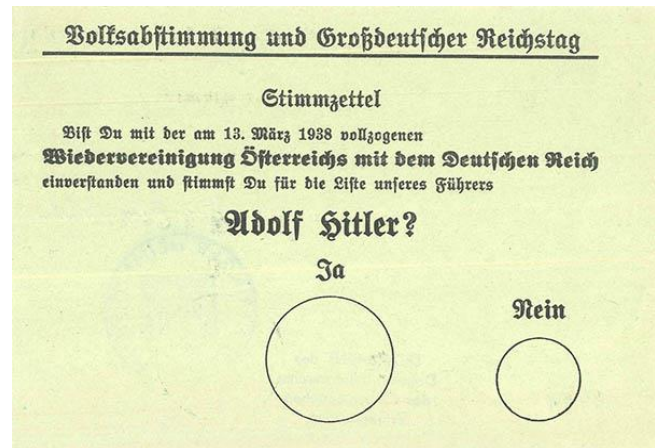 Volksabstimmung und Großdeutscher Reichstag
Stimmzettel
Bist Du mit der am 13. März 1938 vollzogenen
Wiedervereinigung Österreichs mit dem Deutschen Reich
einverstanden und stimmst Du für die Liste unseres Führers
Adolf Hitler?
Ja
Nein